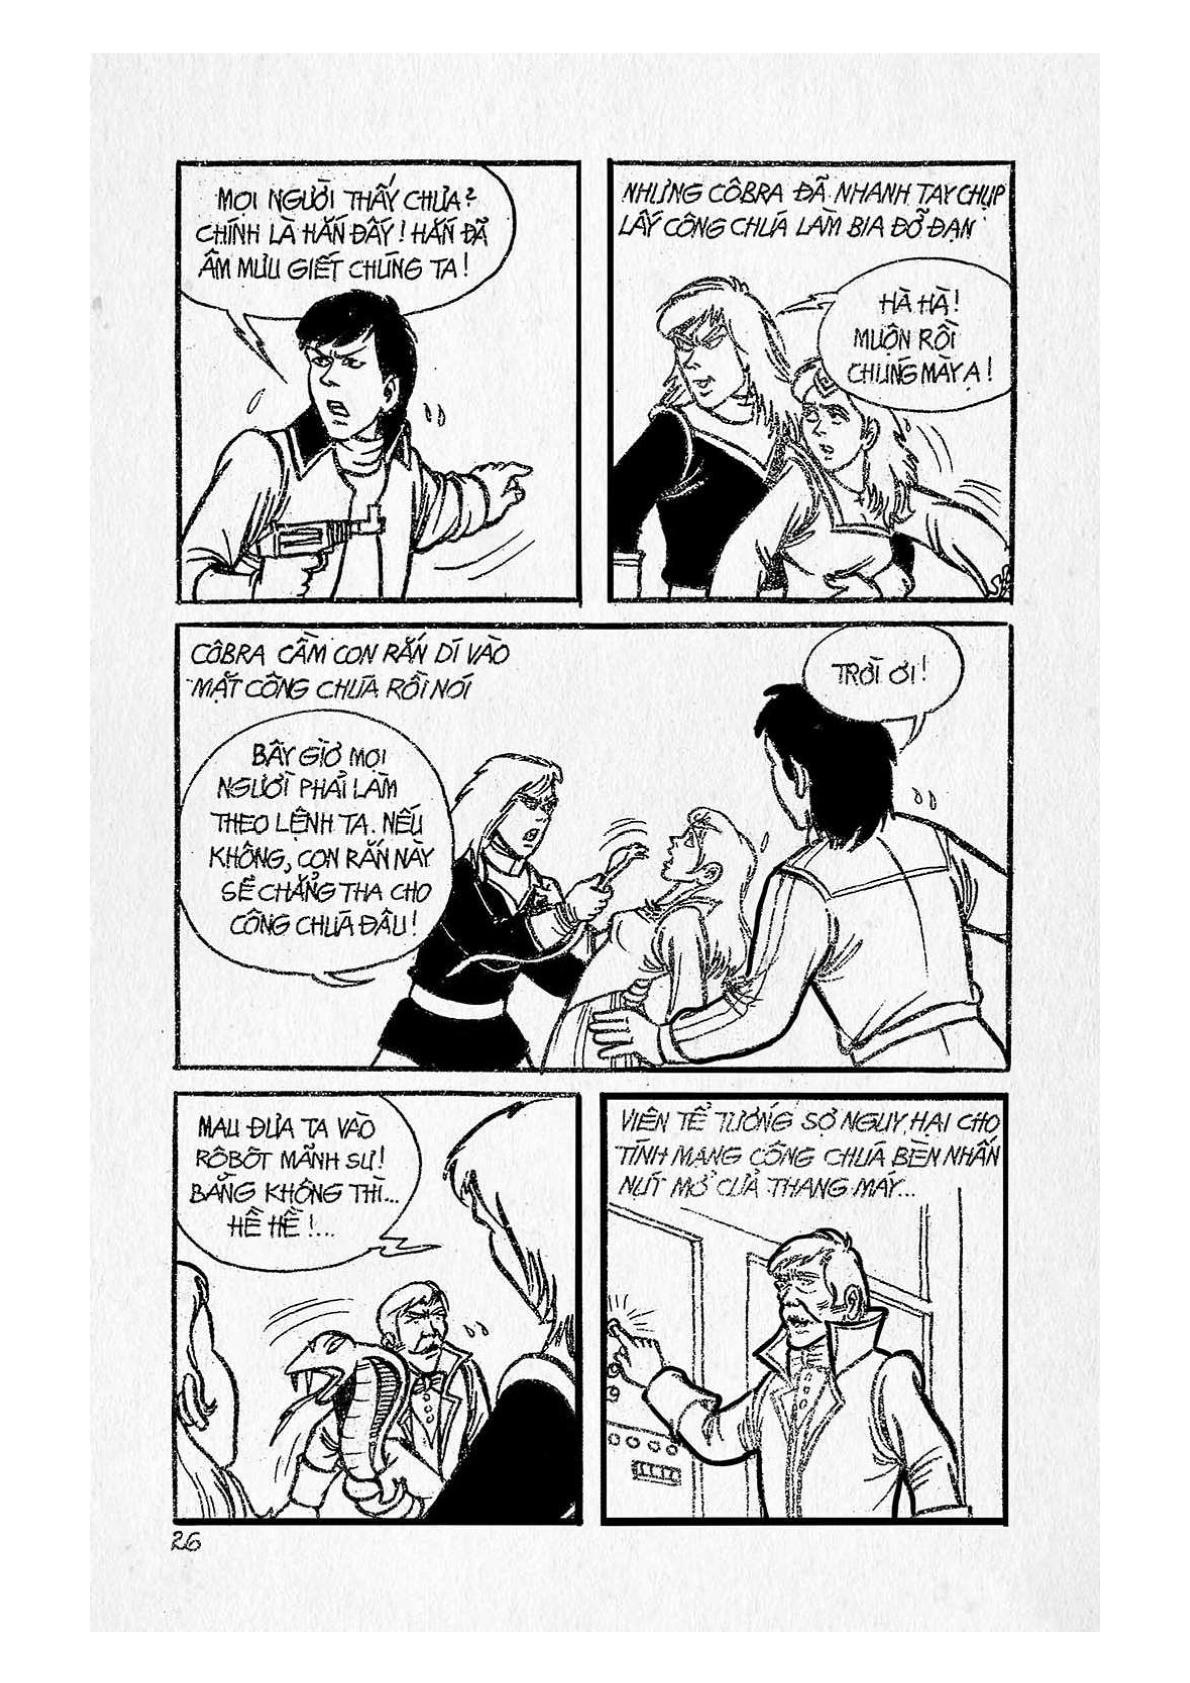 MỌI NGƯỜI THẤY CHƯA?
CHÍNH LÀ HẮN ĐẤY! HẮN ĐÃ
ÂM MƯU GIẾT CHÚNG TA!
NHƯNG CÔBRA ĐÃ NHANH TAY CHỤP
LẤY CÔNG CHÚA LÀM BIA ĐỠ ĐẠN
HÀ HÀ!
MUỘN RỒI
CHÚNG MÀY Ạ!
CÔBRA CẦM CON RẮN DÍ VÀO
MẶT CÔNG CHÚA RỒI NÓI
BÂY GIỜ MỌI
NGƯƠÌ PHẢI LÀM
THEO LỆNH TA. NẾU
KHÔNG, CON RẮN NÀY
SẼ CHẲNG THA CHO
CÔNG CHÚA ĐÂU!
TRỜI ƠI!
MAU ĐƯA TA VÀO
RÔBÔT MÃNH SƯ!
BẰNG KHÔNG THÌ...
HỀ HỀ!...
VIÊN TỂ TƯỚNG SỢ NGUY HẠI CHO
TÍNH MẠNG CÔNG CHÚA BÈN NHẤN
NÚT MỞ CỬA THANG MÁY...
26